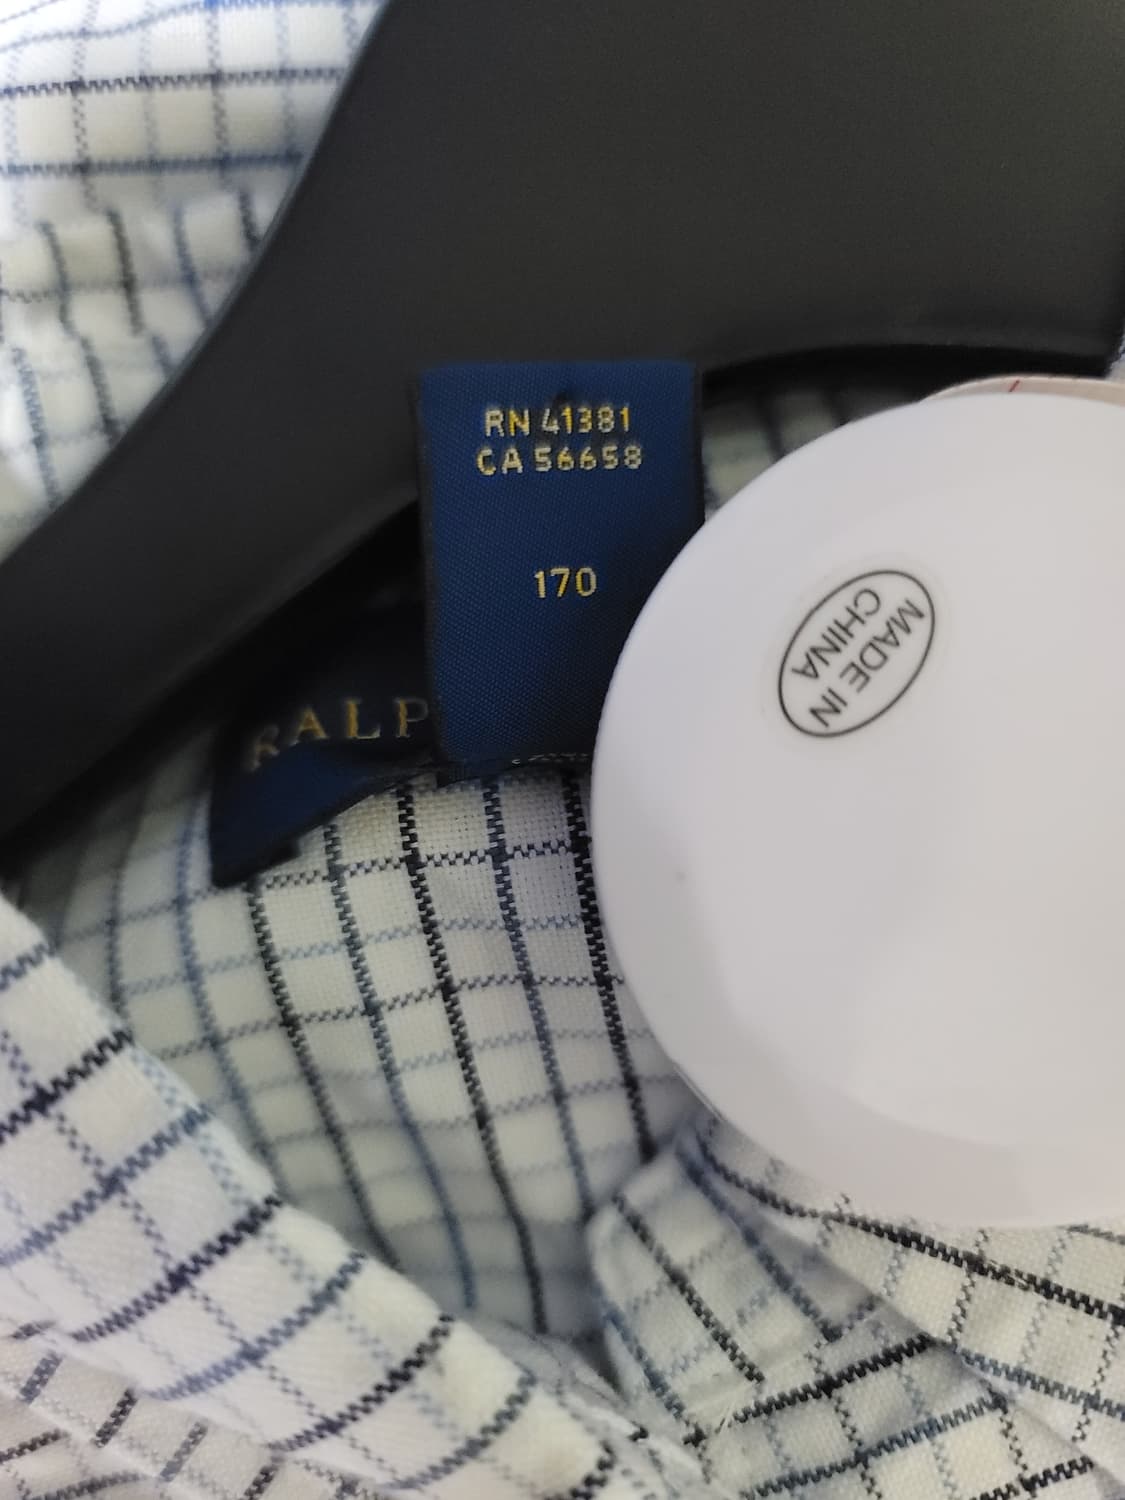 RN 41381
CA 56658
170
RALP
MADE IN
CHINA